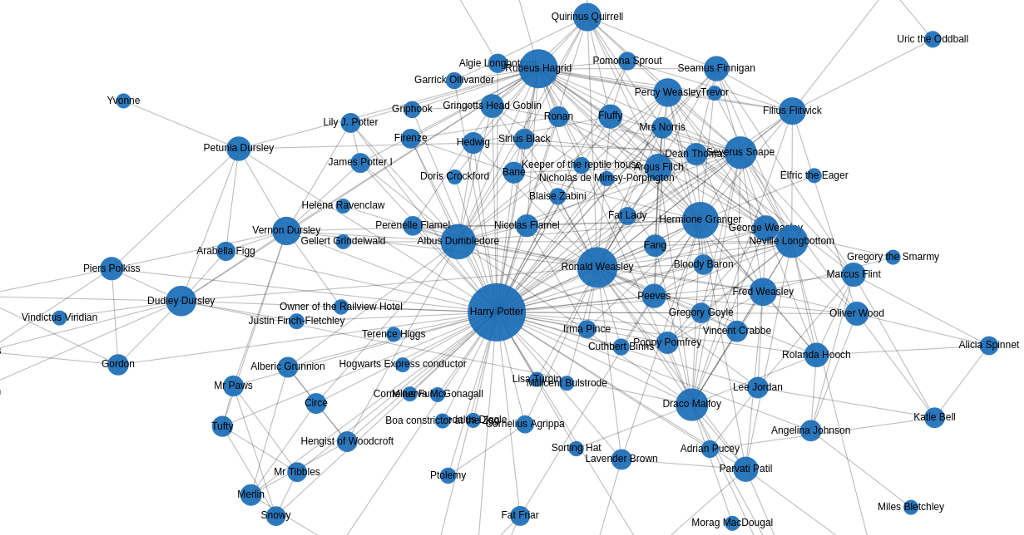 Quirinus Quirrell
Uric the Oddball
Algie Longbottom
Rubeus Hagrid
Pomona Sprout
Seamus Finnigan
Garrick Ollivander
Percy Weasley
Trevor
Yvonne
Griphook
Gringotts Head Goblin
Ronan
Fluffy
Filius Flitwick
Lily J. Potter
Mrs Norris
Firenze
Hedwig
Sirius Black
Petunia Dursley
Dean Thomas
Severus Snape
James Potter I
Keeper of the reptile house
Argus Filch
Doris Crockford
Bane
Nicholas de Mimsy-Porpington
Elfric the Eager
Blaise Zabini
Helena Ravenclaw
Fat Lady
Hermione Granger
Perenelle Flamel
Nicolas Flamel
George Weasley
Vernon Dursley
Gellert Grindelwald
Albus Dumbledore
Neville Longbottom
Arabella Figg
Fang
Gregory the Smarmy
Piers Polkiss
Ronald Weasley
Bloody Baron
Marcus Flint
Dudley Dursley
Peeves
Fred Weasley
Owner of the Railview Hotel
Harry Potter
Gregory Goyle
Oliver Wood
Vindictus Viridian
Justin Finch-Fletchley
Terence Higgs
Irma Pince
Vincent Crabbe
Cuthbert Binns
Poppy Pomfrey
Alicia Spinnet
Gordon
Alberic Grunnion
Hogwarts Express conductor
Rolanda Hooch
Mr Paws
Lisa Turpin
Millicent Bulstrode
Lee Jordan
Circe
Draco Malfoy
Boa constrictor at the Zoo
Cornelius Agrippa
Katie Bell
Tufty
Angelina Johnson
Hengist of Woodcroft
Sorting Hat
Adrian Pucey
Lavender Brown
Parvati Patil
Mr Tibbles
Ptolemy
Merlin
Snowy
Fat Friar
Miles Bletchley
Morag MacDougal